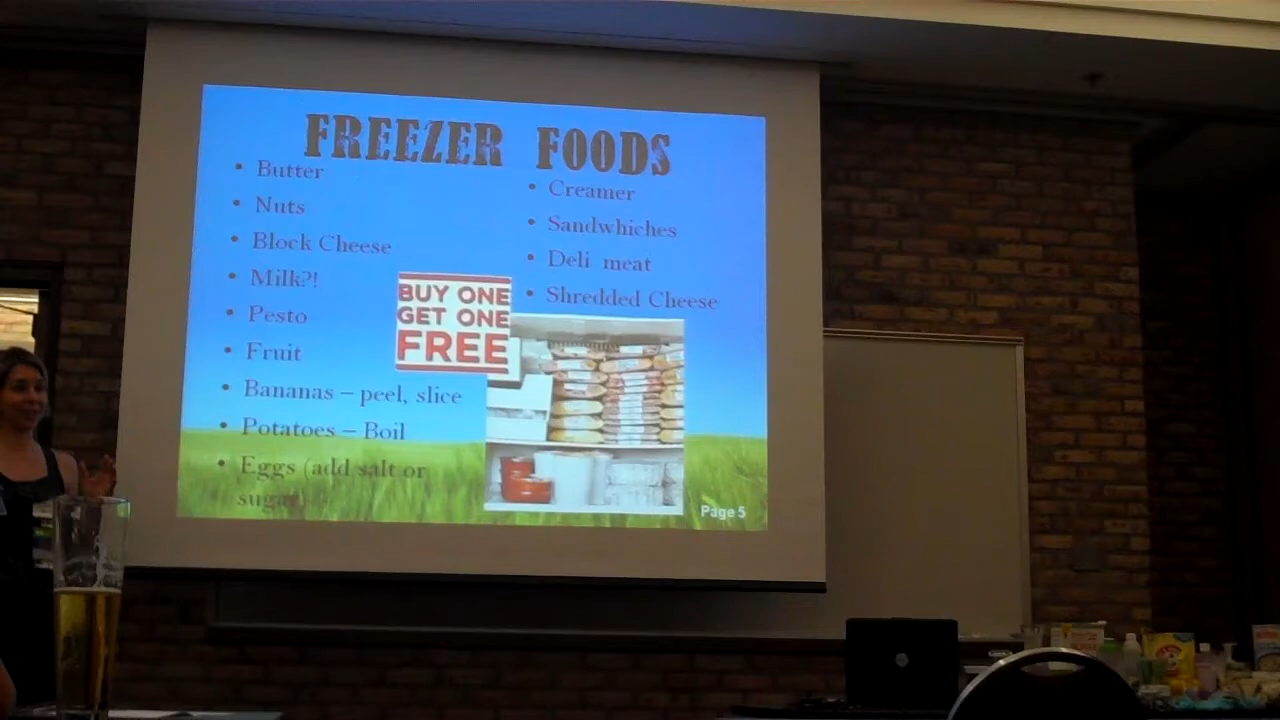 FREEZER FOODS
• Butter
• Nuts
• Block Cheese
• Milk?!
• Pesto
• Fruit
• Bananas – peel, slice
• Potatoes – Boil
• Eggs (add salt or
sugar)
• Creamer
• Sandwhiches
• Deli meat
• Shredded Cheese
BUY ONE
GET ONE
FREE
Page 5